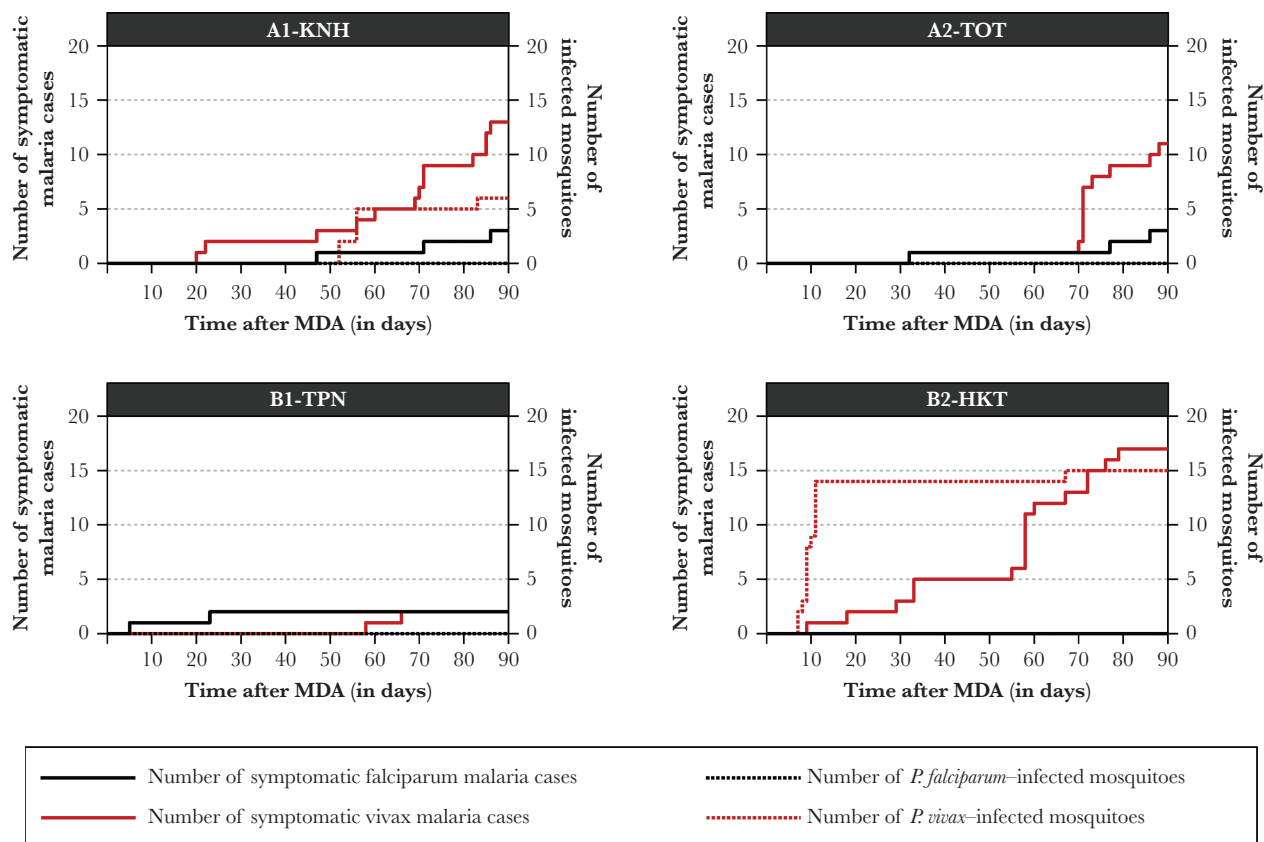 A1-KNH
Number of symptomatic
malaria cases
20
15
10
5
0
20
15
10
5
0
Number of
infected mosquitoes
10 20 30 40 50 60 70 80 90
Time after MDA (in days)
A2-TOT
Number of symptomatic
malaria cases
20
15
10
5
0
20
15
10
5
0
Number of
infected mosquitoes
10 20 30 40 50 60 70 80 90
Time after MDA (in days)
B1-TPN
Number of symptomatic
malaria cases
20
15
10
5
0
20
15
10
5
0
Number of
infected mosquitoes
10 20 30 40 50 60 70 80 90
Time after MDA (in days)
B2-HKT
Number of symptomatic
malaria cases
20
15
10
5
0
20
15
10
5
0
Number of
infected mosquitoes
10 20 30 40 50 60 70 80 90
Time after MDA (in days)
Number of symptomatic falciparum malaria cases
Number of P. falciparum–infected mosquitoes
Number of symptomatic vivax malaria cases
Number of P. vivax–infected mosquitoes